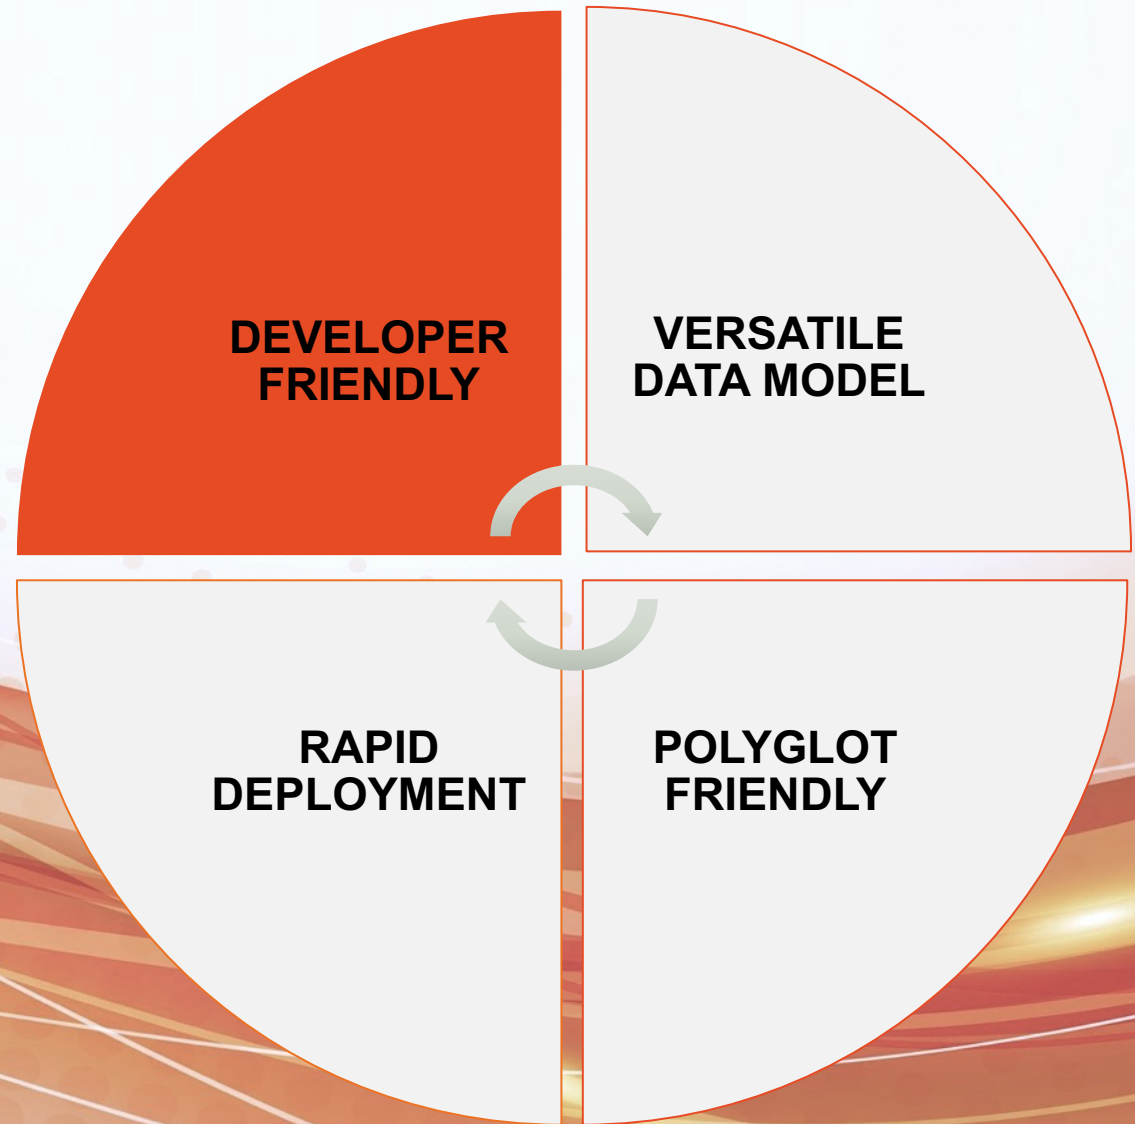 DEVELOPER
FRIENDLY
VERSATILE
DATA MODEL
RAPID
DEPLOYMENT
POLYGLOT
FRIENDLY